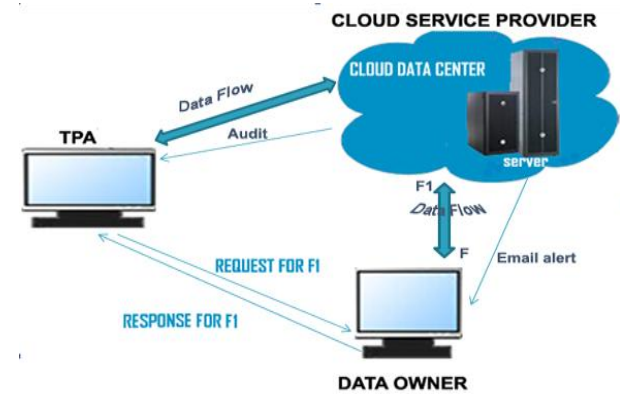 CLOUD SERVICE PROVIDER
CLOUD DATA CENTER
Data Flow
TPA
Audit
server
F1
Data Flow
F
Email alert
REQUEST FOR F1
RESPONSE FOR F1
DATA OWNER